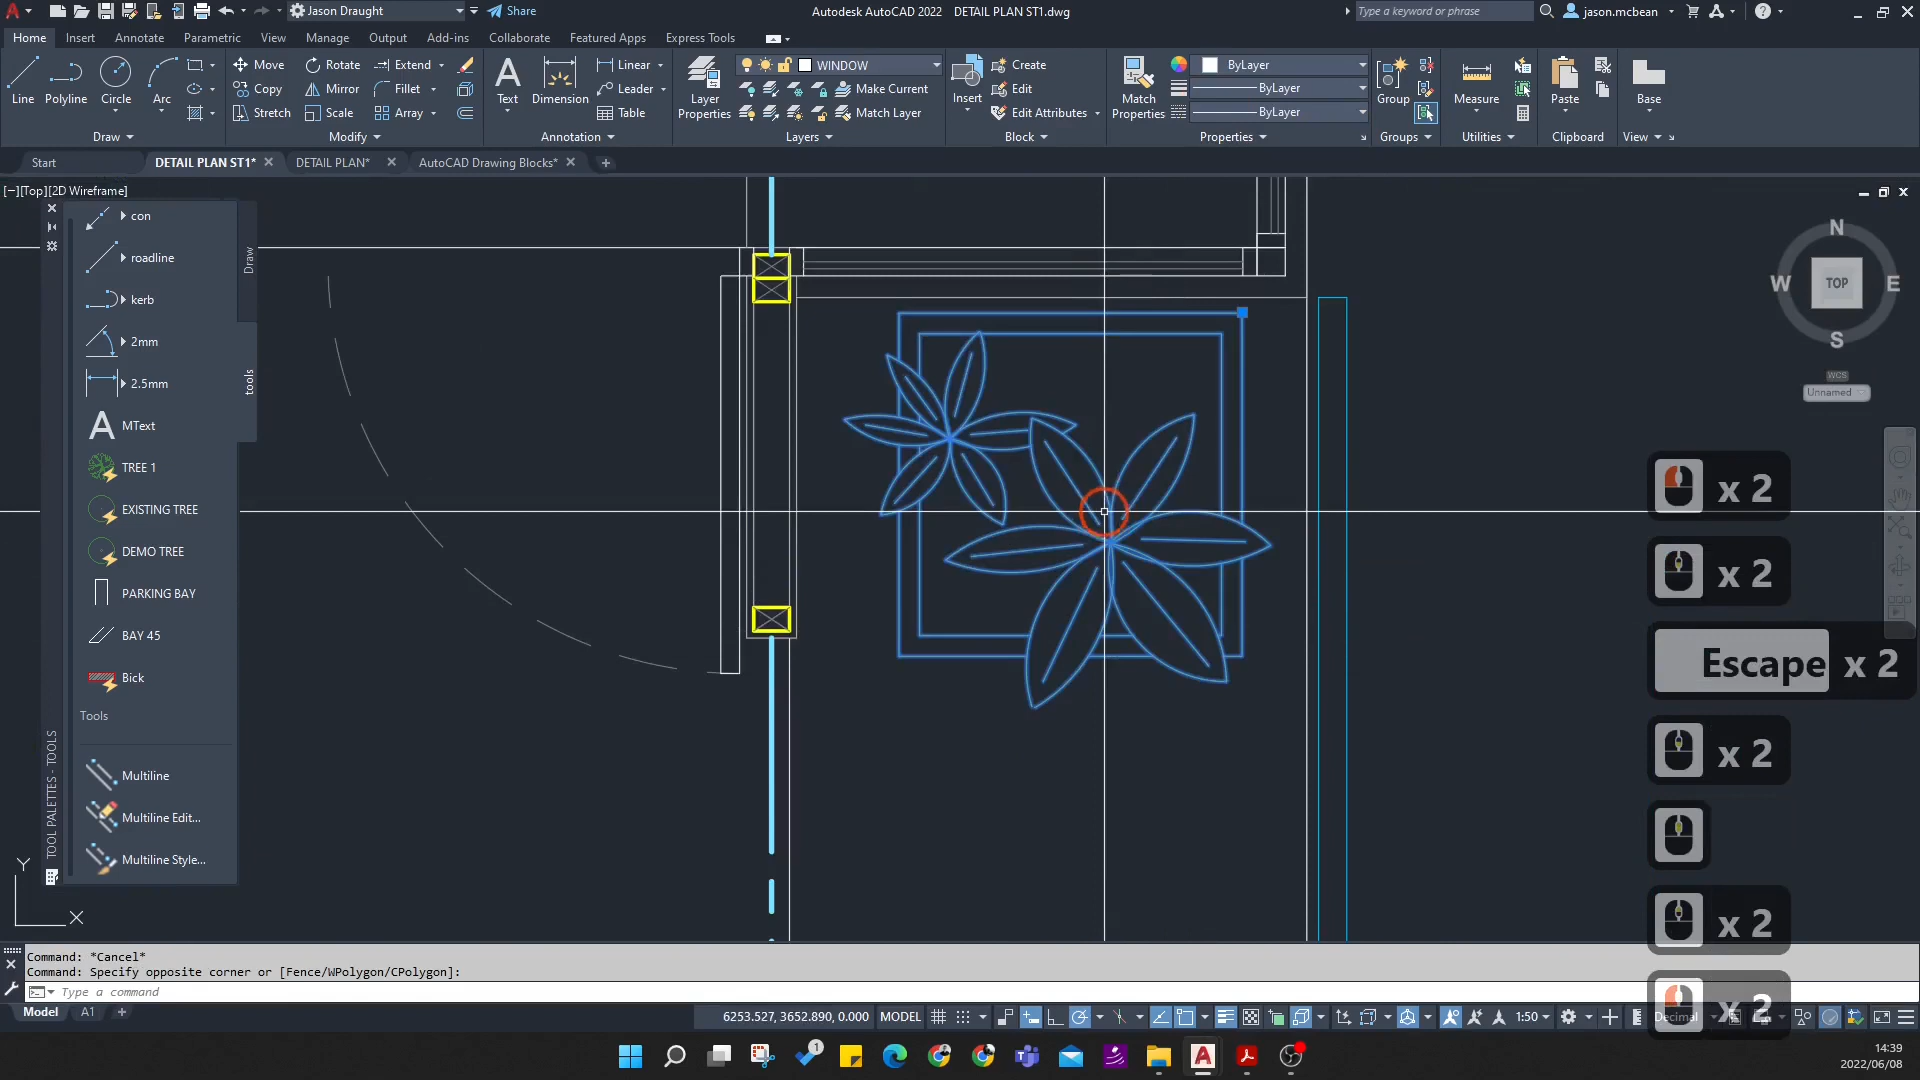 Jason Draught
Share
Autodesk AutoCAD 2022 DETAIL PLAN ST1.dwg
Type a keyword or phrase
jason.mcbean
Home Insert Annotate Parametric View Manage Output Add-ins Collaborate Featured Apps Express Tools
Line
Polyline
Circle
Arc
Draw
Move Rotate Extend
Copy Mirror Fillet
Stretch Scale Array
Modify
Text
Dimension
Linear
Leader
Table
Annotation
Layer
Properties
WINDOW
Make Current
Match Layer
Layers
Insert
Create
Edit
Edit Attributes
Block
Match
Properties
ByLayer
ByLayer
ByLayer
Properties
Group
Groups
Measure
Utilities
Paste
Clipboard
Base
View
Start DETAIL PLAN ST1* DETAIL PLAN* AutoCAD Drawing Blocks*
[−][Top][2D Wireframe]
con
roadline
kerb
2mm
2.5mm
MText
TREE 1
EXISTING TREE
DEMO TREE
PARKING BAY
BAY 45
Bick
Tools
Multiline
Multiline Edit...
Multiline Style...
Draw
tools
TOOL PALETTES - TOOLS
N
W TOP E
S
WCS
Unnamed
x 2
x 2
Escape x 2
x 2
x 2
x 2
Y
X
Command: *Cancel*
Command: Specify opposite corner or [Fence/WPolygon/CPolygon]:
Type a command
Model A1
6253.527, 3652.890, 0.000 MODEL 1:50 Decimal
1
14:39
2022/06/08